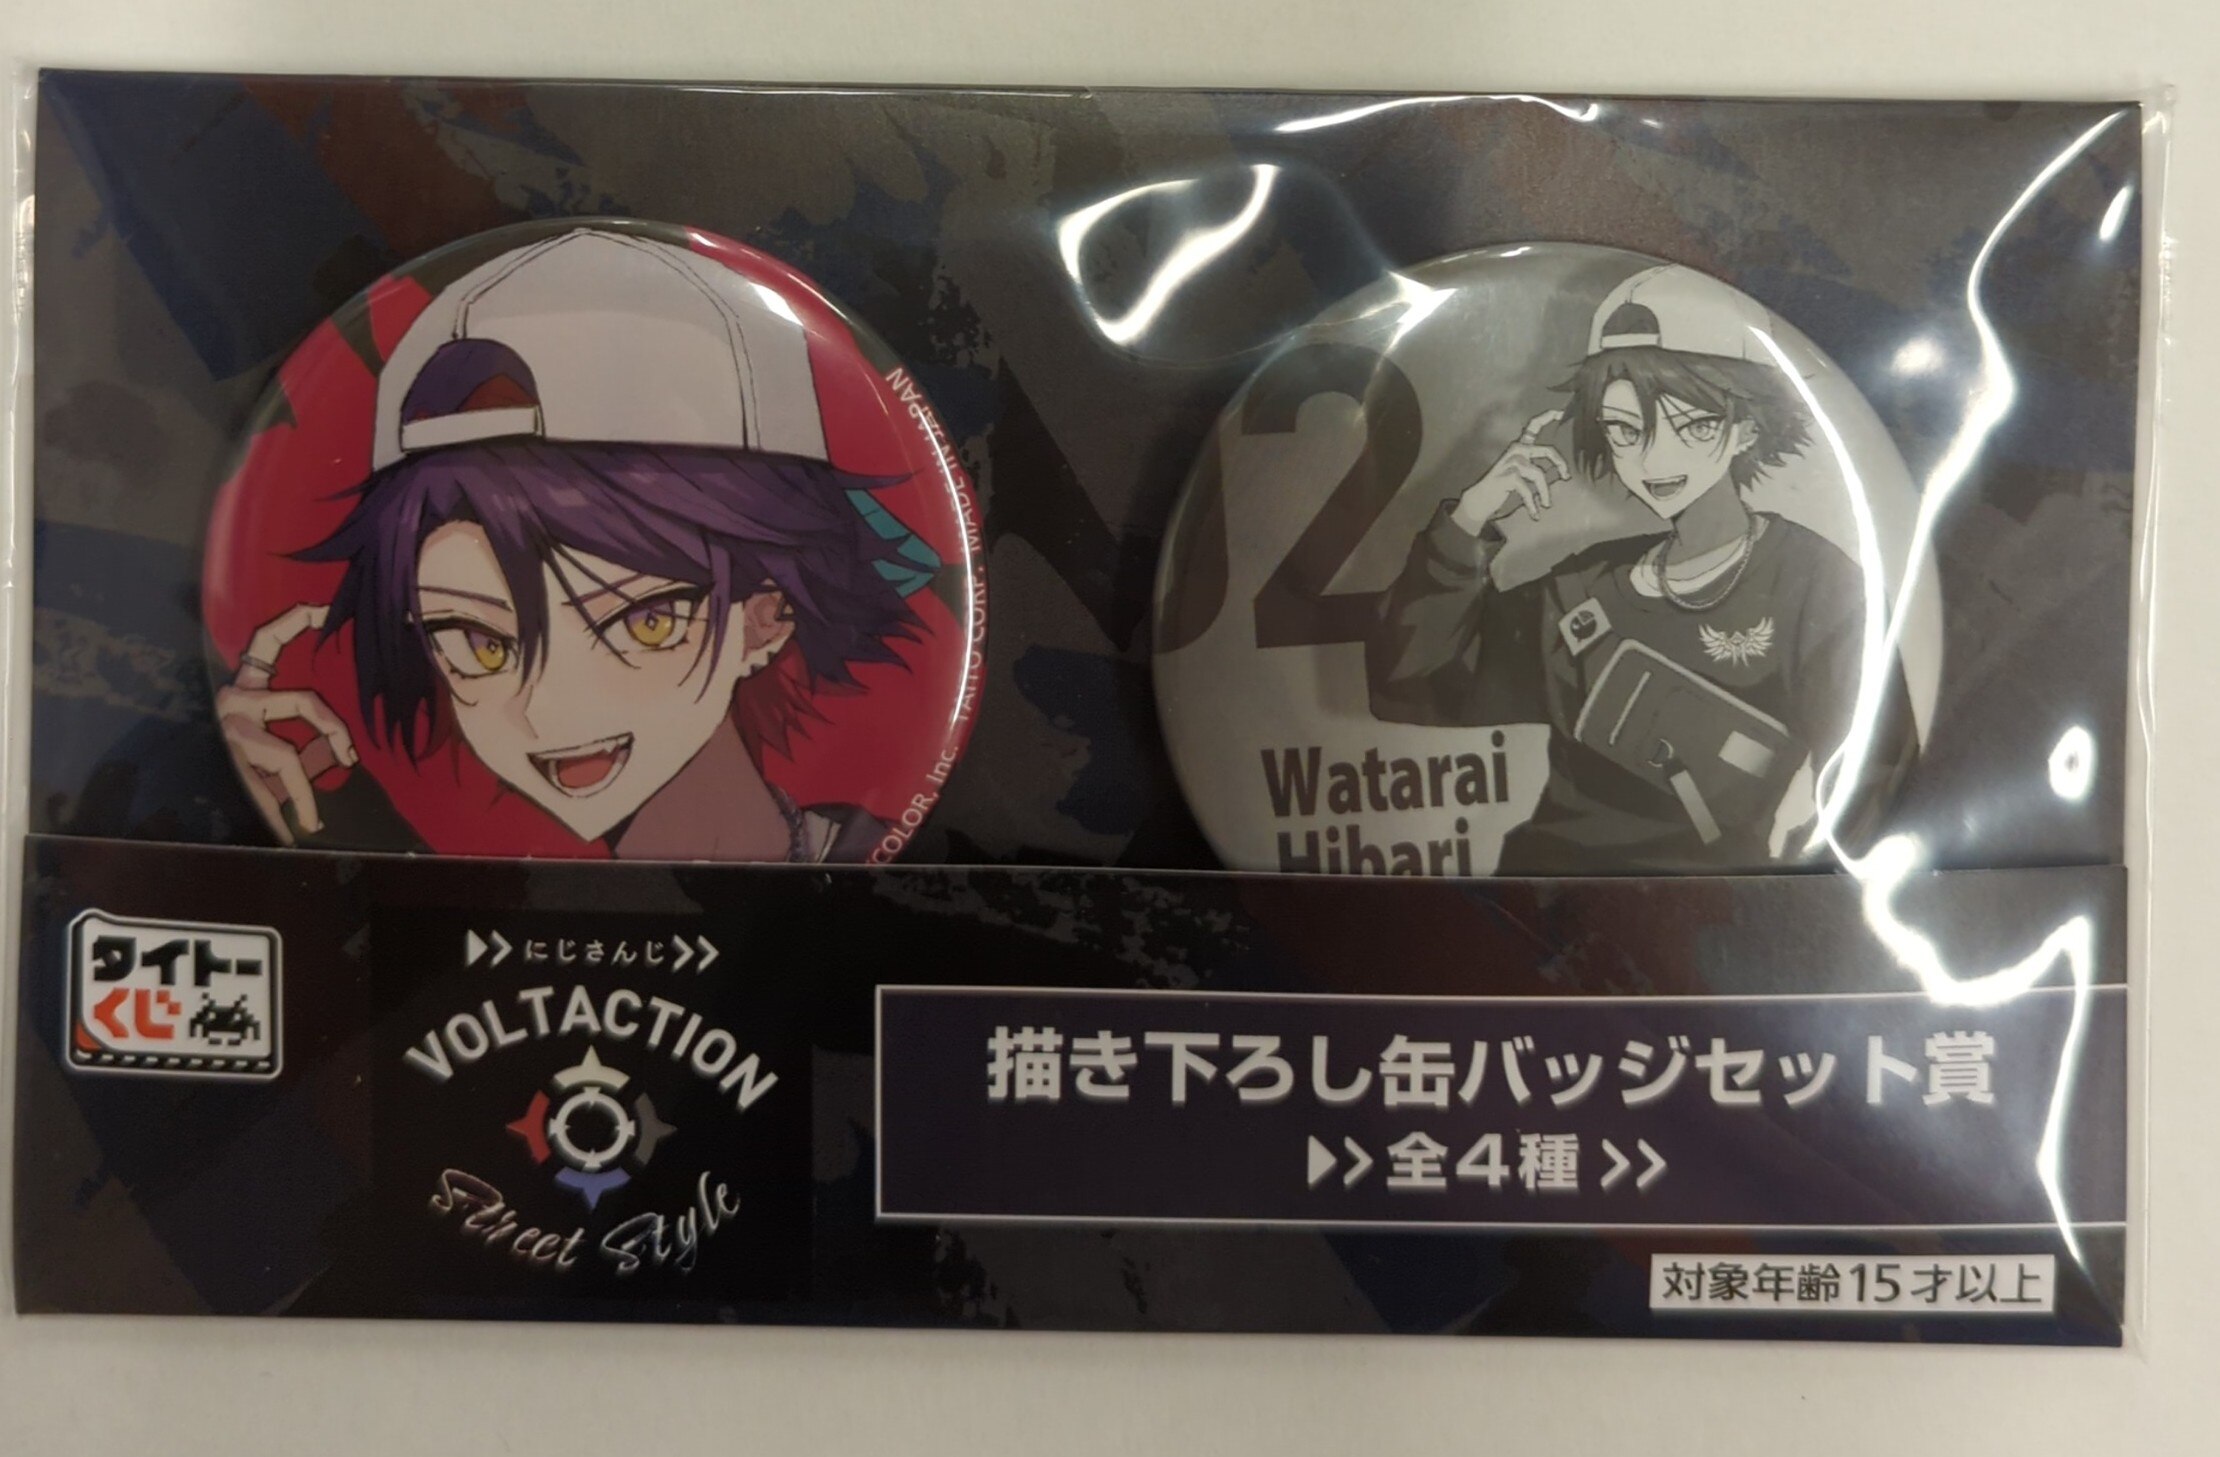 COLOR, Inc. TAITO CORP. MADE IN JAPAN
02
Watarai
Hibari
タイトー
くじ
にじさんじ
VOLTACTION
Street Style
描き下ろし缶バッジセット賞
全4種
対象年齢15才以上